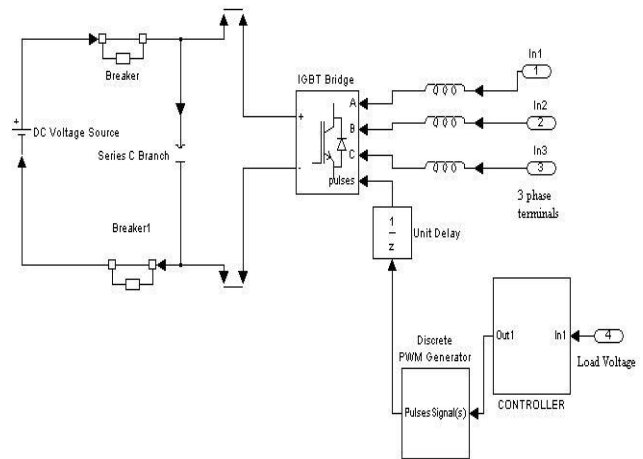 Breaker
+
DC Voltage Source
Series C Branch
Breaker1
IGBT Bridge
+
-
A
B
C
pulses
In1
1
In2
2
In3
3
3 phase
terminals
1
z
Unit Delay
Discrete
PWM Generator
Pulses Signal(s)
Out1
In1
CONTROLLER
4
Load Voltage